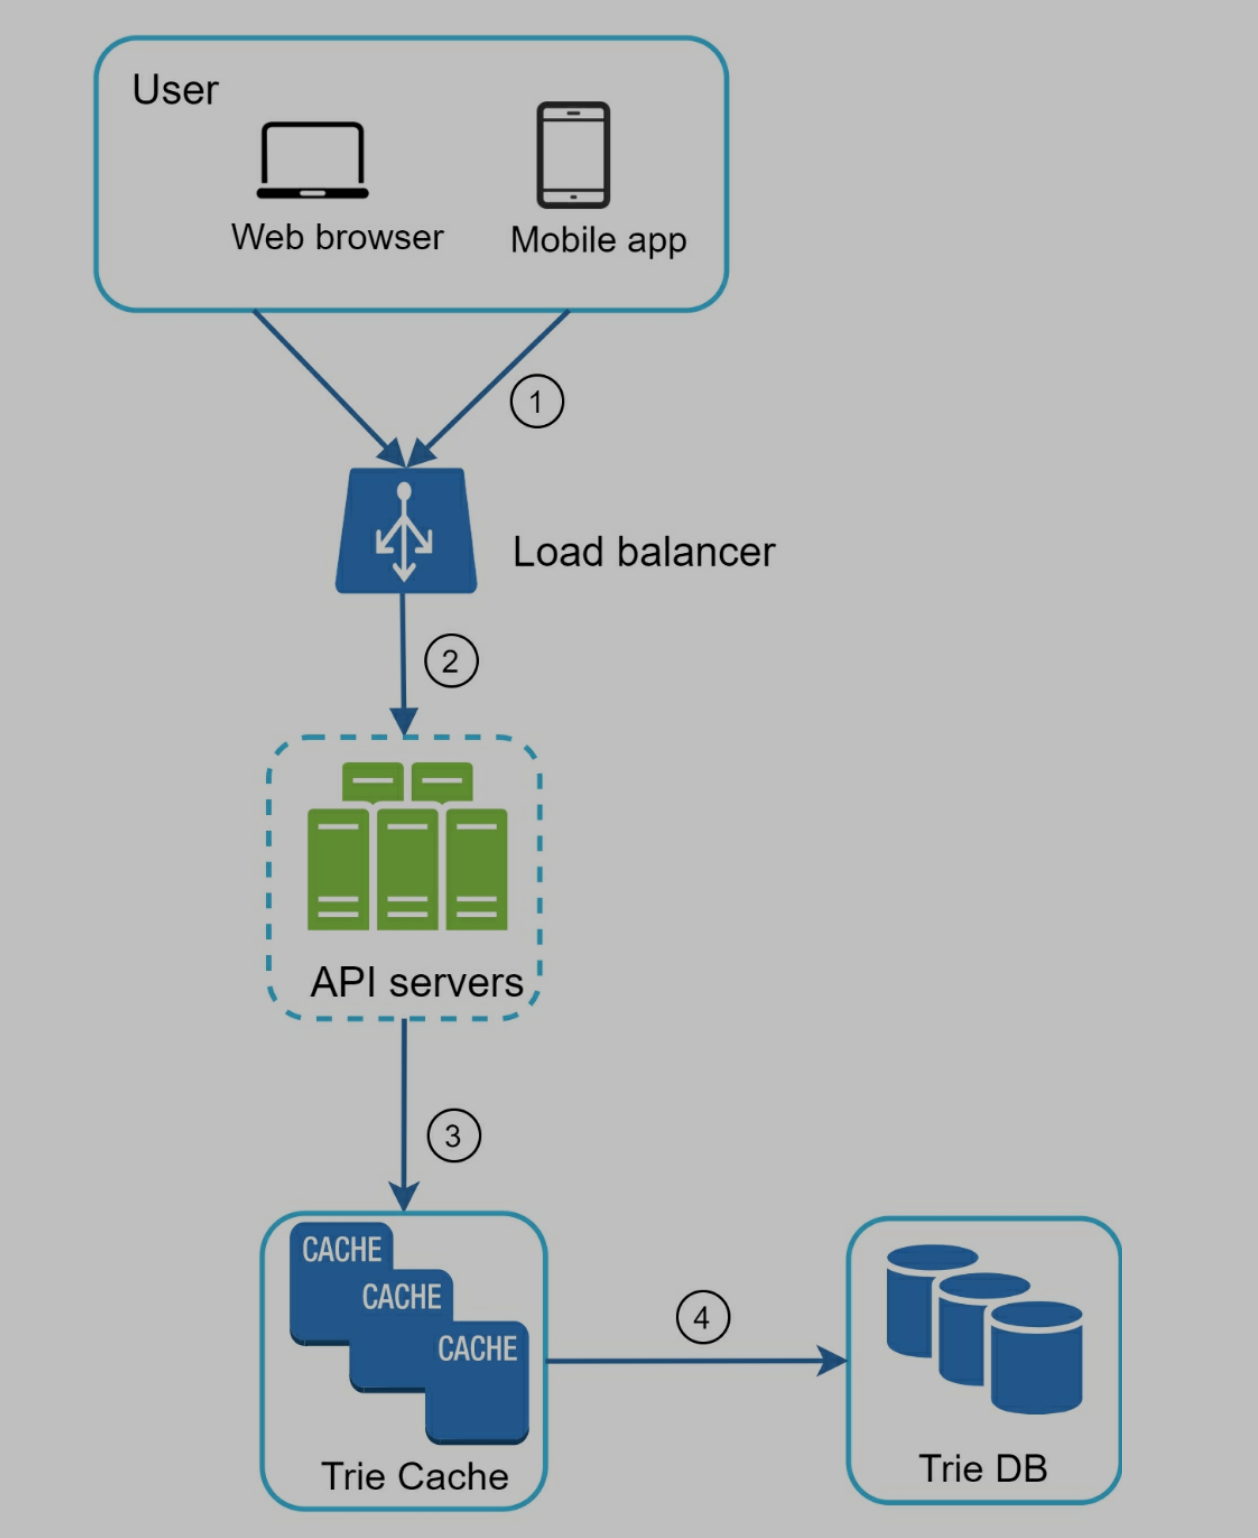 User
Web browser
Mobile app
1
Load balancer
2
API servers
3
CACHE
CACHE
CACHE
4
Trie Cache
Trie DB